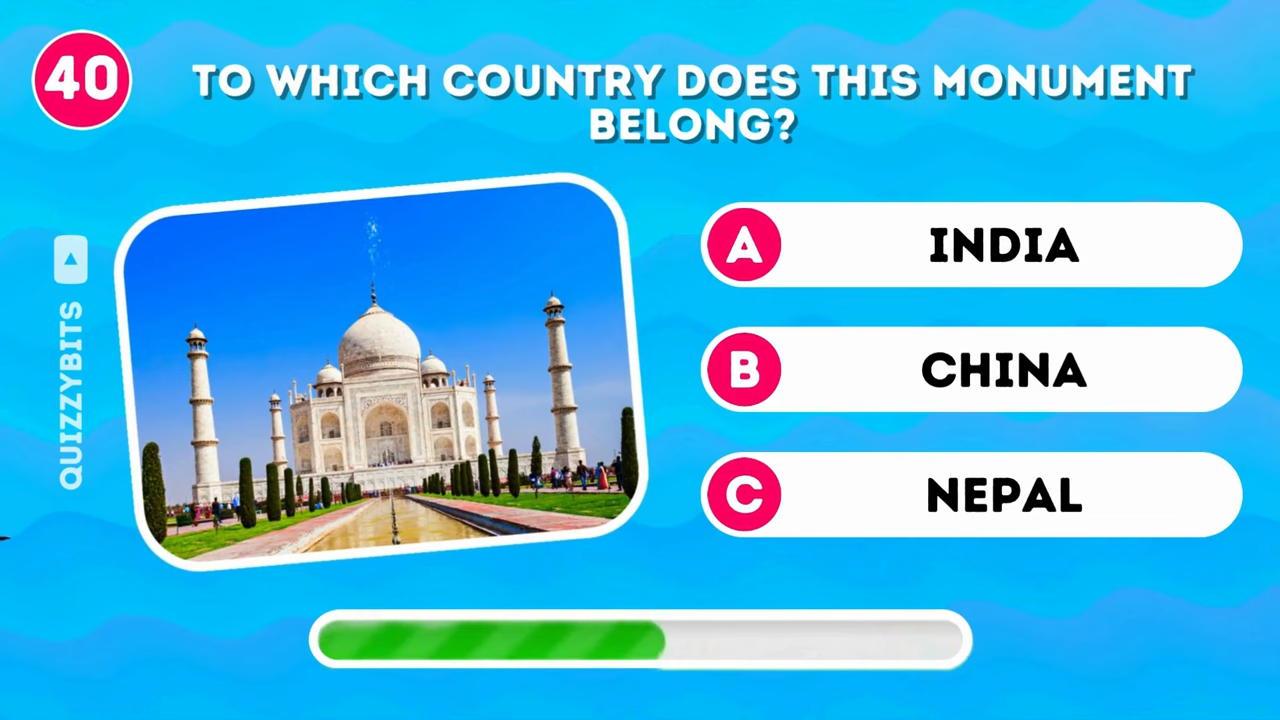 40
TO WHICH COUNTRY DOES THIS MONUMENT
BELONG?
QUIZZYBITS
A
INDIA
B
CHINA
C
NEPAL